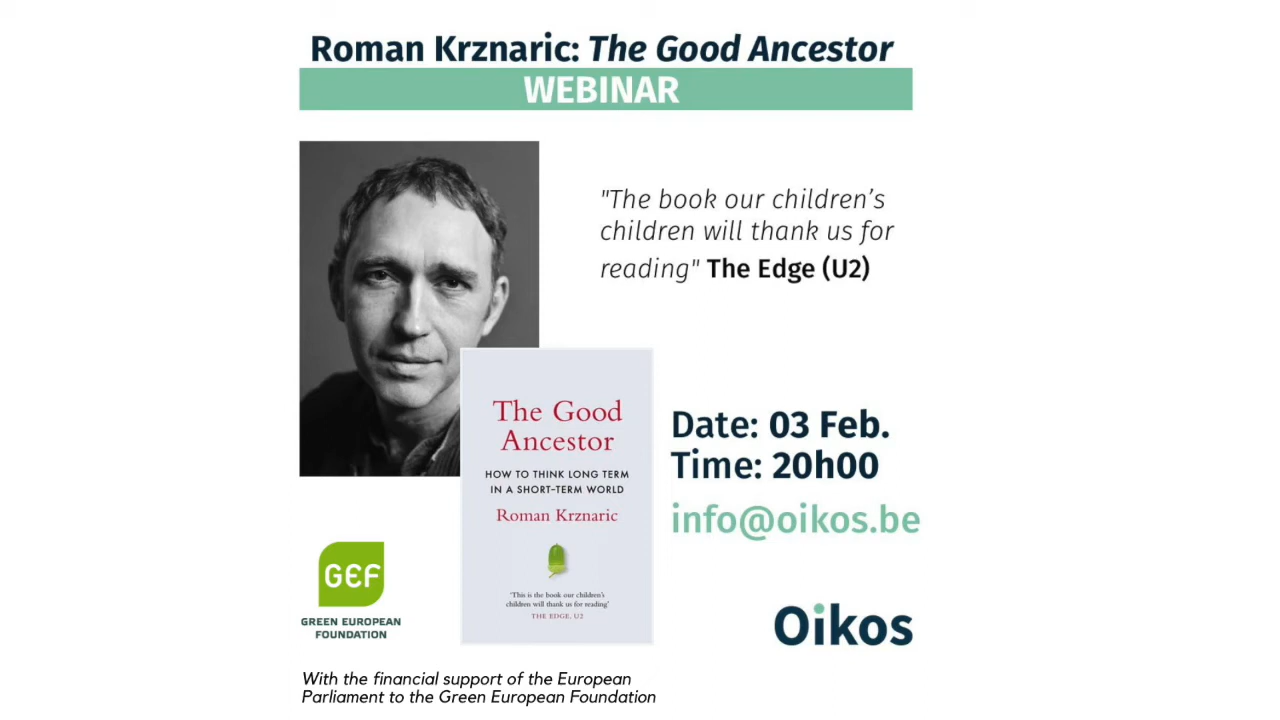 Roman Krznaric: The Good Ancestor
WEBINAR
"The book our children’s
children will thank us for
reading" The Edge (U2)
The Good
Ancestor
HOW TO THINK LONG TERM
IN A SHORT-TERM WORLD
Roman Krznaric
'This is the book our children's
children will thank us for reading'
THE EDGE, U2
Date: 03 Feb.
Time: 20h00
info@oikos.be
GEF
GREEN EUROPEAN
FOUNDATION
Oikos
With the financial support of the European
Parliament to the Green European Foundation